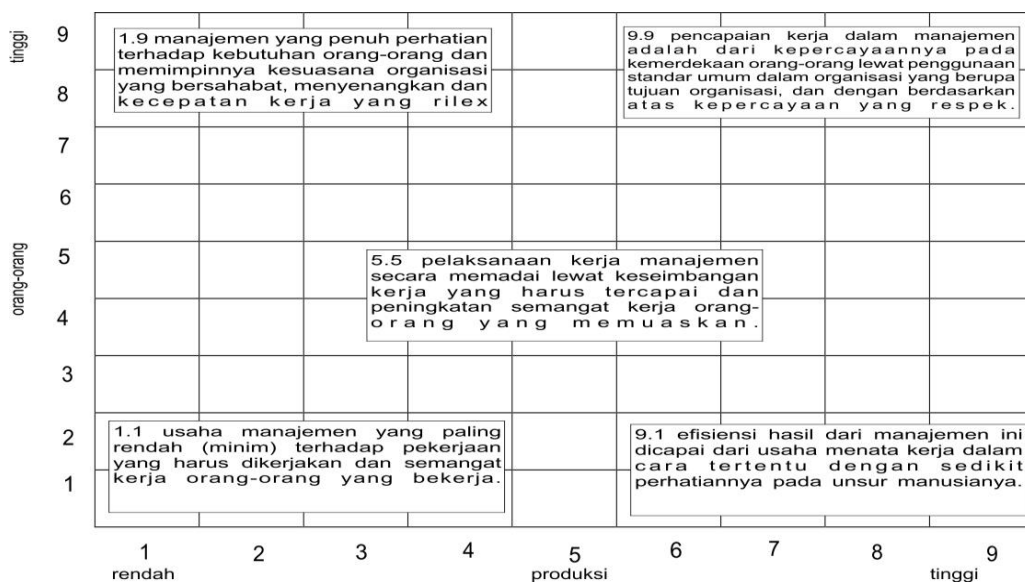 tinggi
9
1.9 manajemen yang penuh perhatian
terhadap kebutuhan orang-orang dan
memimpinnya kesuasana organisasi
yang bersahabat, menyenangkan dan
kecepatan kerja yang rilex
9.9 pencapaian kerja dalam manajemen
adalah dari kepercayaannya pada
kemerdekaan orang-orang lewat penggunaan
standar umum dalam organisasi yang berupa
tujuan organisasi, dan dengan berdasarkan
atas kepercayaan yang respek.
8
7
6
orang-orang
5
5.5 pelaksanaan kerja manajemen
secara memadai lewat keseimbangan
kerja yang harus tercapai dan
peningkatan semangat kerja orang-
orang yang memuaskan.
4
3
2
1.1 usaha manajemen yang paling
rendah (minim) terhadap pekerjaan
yang harus dikerjakan dan semangat
kerja orang-orang yang bekerja.
9.1 efisiensi hasil dari manajemen ini
dicapai dari usaha menata kerja dalam
cara tertentu dengan sedikit
perhatiannya pada unsur manusianya.
1
1 2 3 4 5 6 7 8 9
rendah produksi tinggi